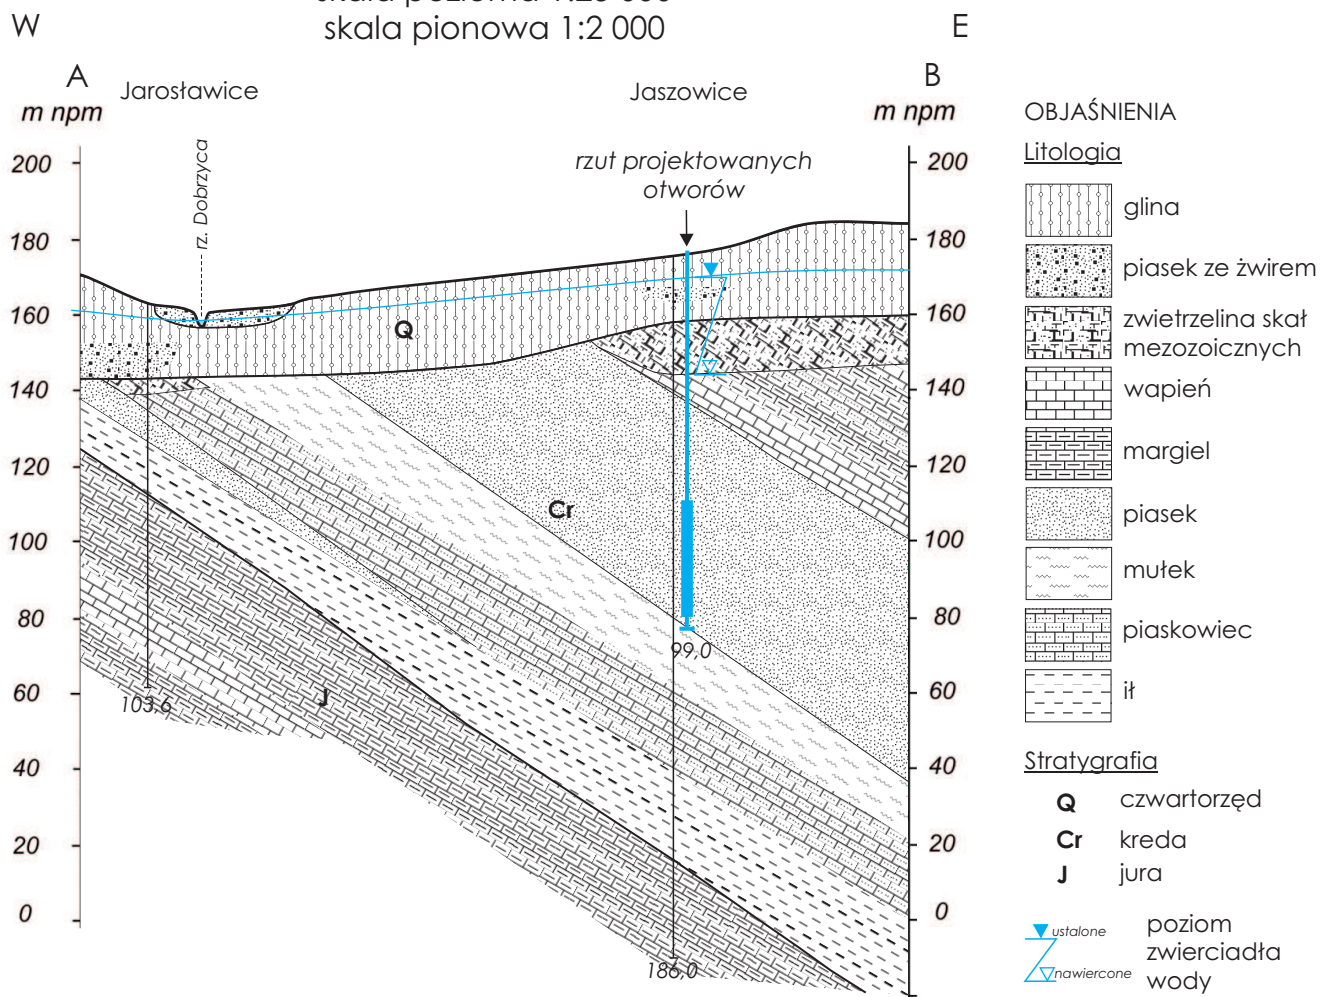 W
skala pionowa 1:2 000
E
A
Jarosławice
Jaszowice
B
m npm
m npm
200
180
160
140
120
100
80
60
40
20
0
rz. Dobrzyca
rzut projektowanych
otworów
Q
Cr
J
103,6
99,0
186,0
200
180
160
140
120
100
80
60
40
20
0
OBJAŚNIENIA
Litologia
glina
piasek ze żwirem
zwietrzelina skał
mezozoicznych
wapień
margiel
piasek
mułek
piaskowiec
ił
Stratygrafia
Q czwartorzęd
Cr kreda
J jura
ustalone
nawiercone
poziom
zwierciadła
wody